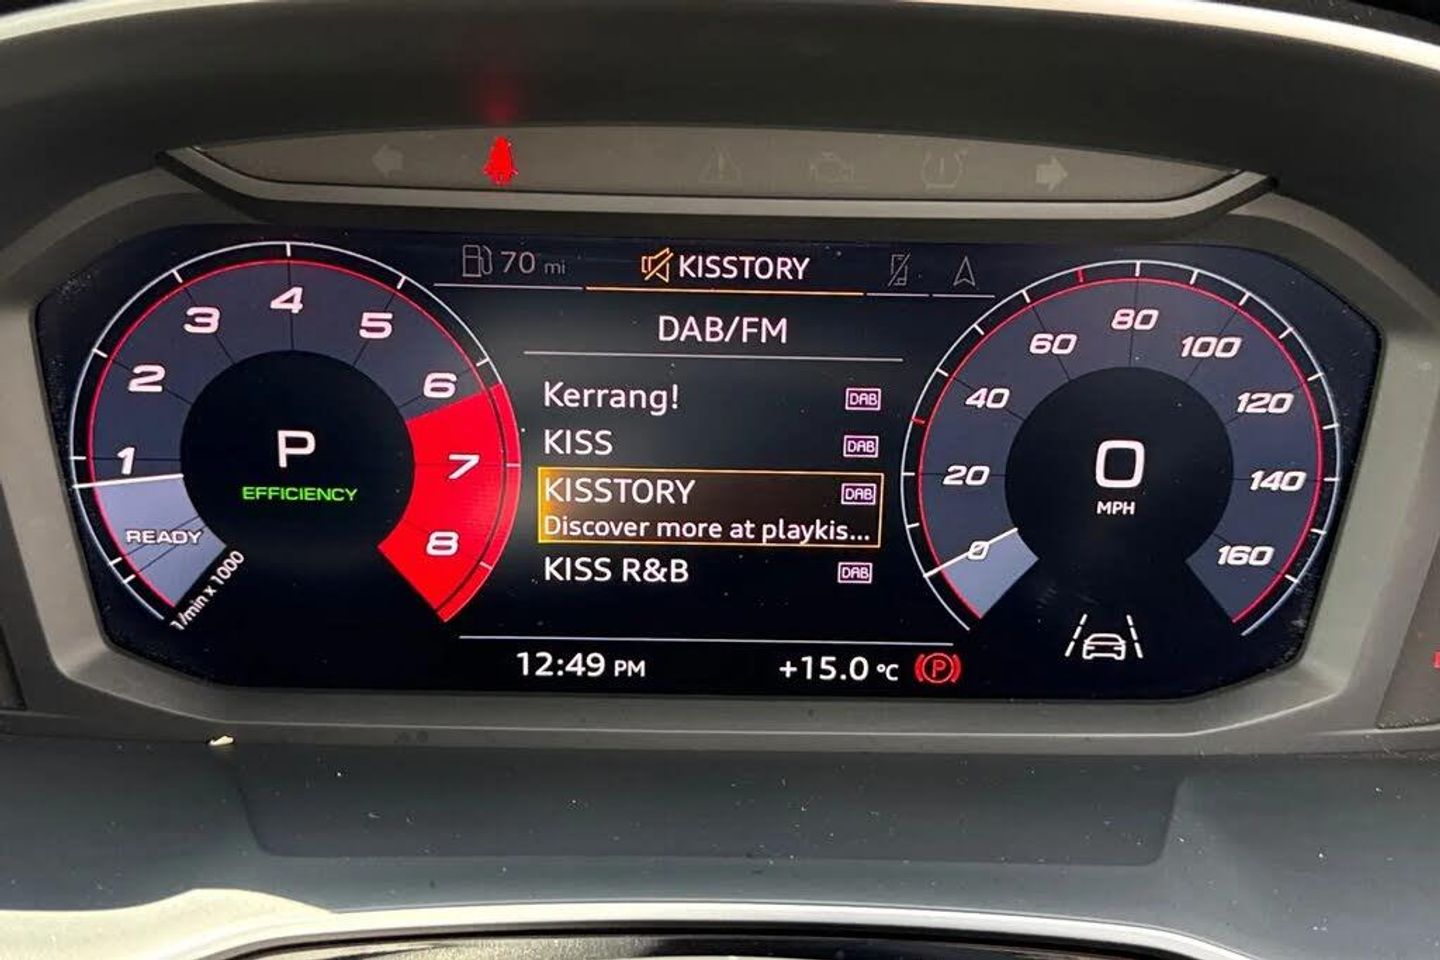 70 mi
KISSTORY
DAB/FM
Kerrang! DAB
KISS DAB
KISSTORY DAB
Discover more at playkis...
KISS R&B DAB
12:49 PM
+15.0 °C
P
1
2
3
4
5
6
7
8
P
EFFICIENCY
READY
1/min x 1000
0
20
40
60
80
100
120
140
160
0
MPH